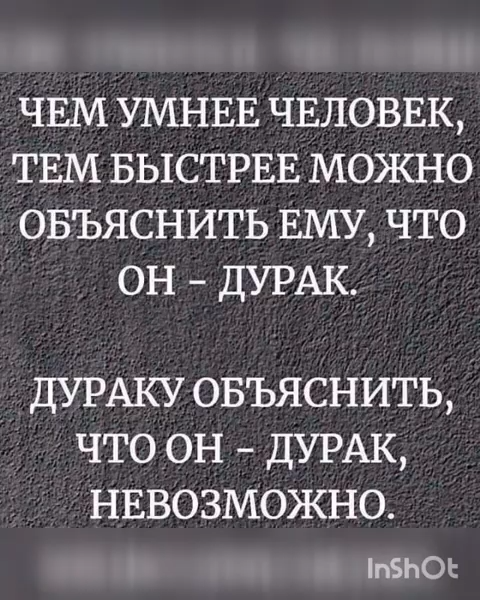 ЧЕМ УМНЕЕ ЧЕЛОВЕК,
ТЕМ БЫСТРЕЕ МОЖНО
ОБЪЯСНИТЬ ЕМУ, ЧТО
ОН - ДУРАК.
ДУРАКУ ОБЪЯСНИТЬ,
ЧТО ОН - ДУРАК,
НЕВОЗМОЖНО.
InShOt